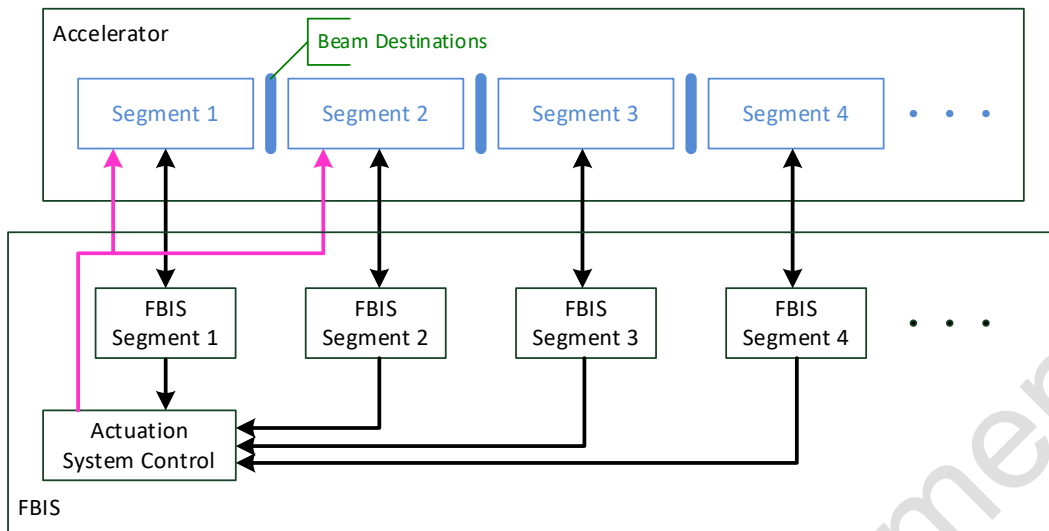 Accelerator
Beam Destinations
Segment 1
Segment 2
Segment 3
Segment 4
FBIS
Segment 1
FBIS
Segment 2
FBIS
Segment 3
FBIS
Segment 4
Actuation
System Control
FBIS